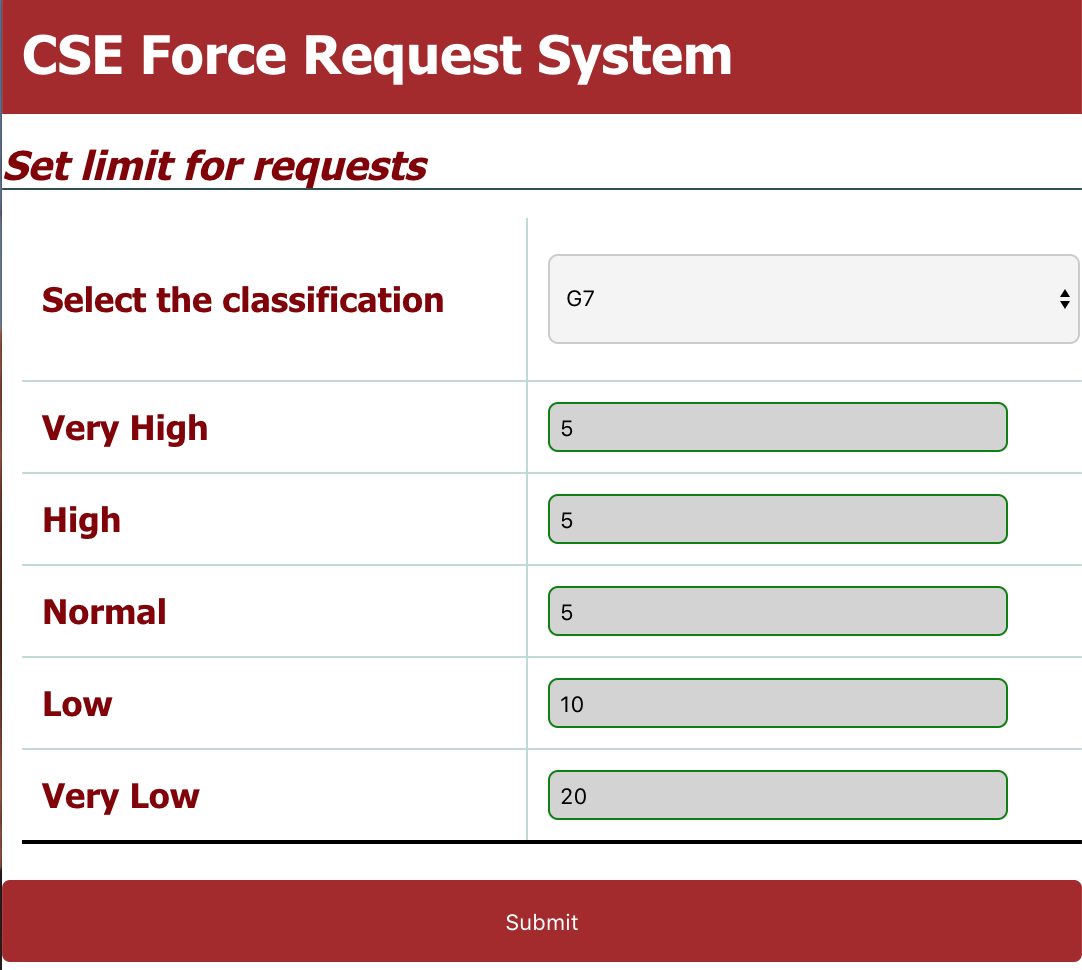 CSE Force Request System
Set limit for requests
Select the classification
G7
Very High
5
High
5
Normal
5
Low
10
Very Low
20
Submit